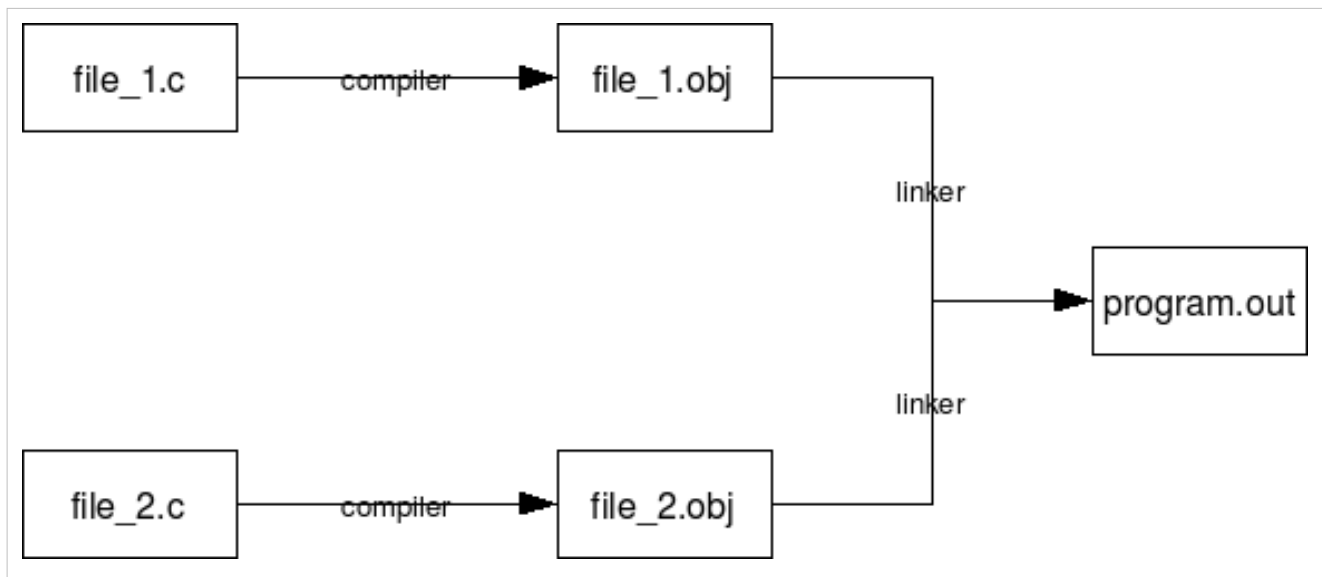 file_1.c
compiler
file_1.obj
linker
program.out
linker
file_2.c
compiler
file_2.obj